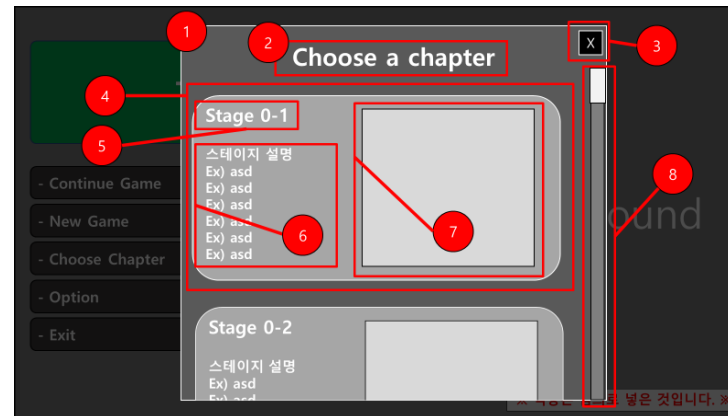 1
2
Choose a chapter
X
3
4
Stage 0-1
5
스테이지 설명
Ex) asd
Ex) asd
Ex) asd
Ex) asd
Ex) asd
Ex) asd
6
7
8
- Continue Game
- New Game
- Choose Chapter
- Option
- Exit
ound
Stage 0-2
스테이지 설명
Ex) asd
Ex) asd
넣은 것입니다. ※